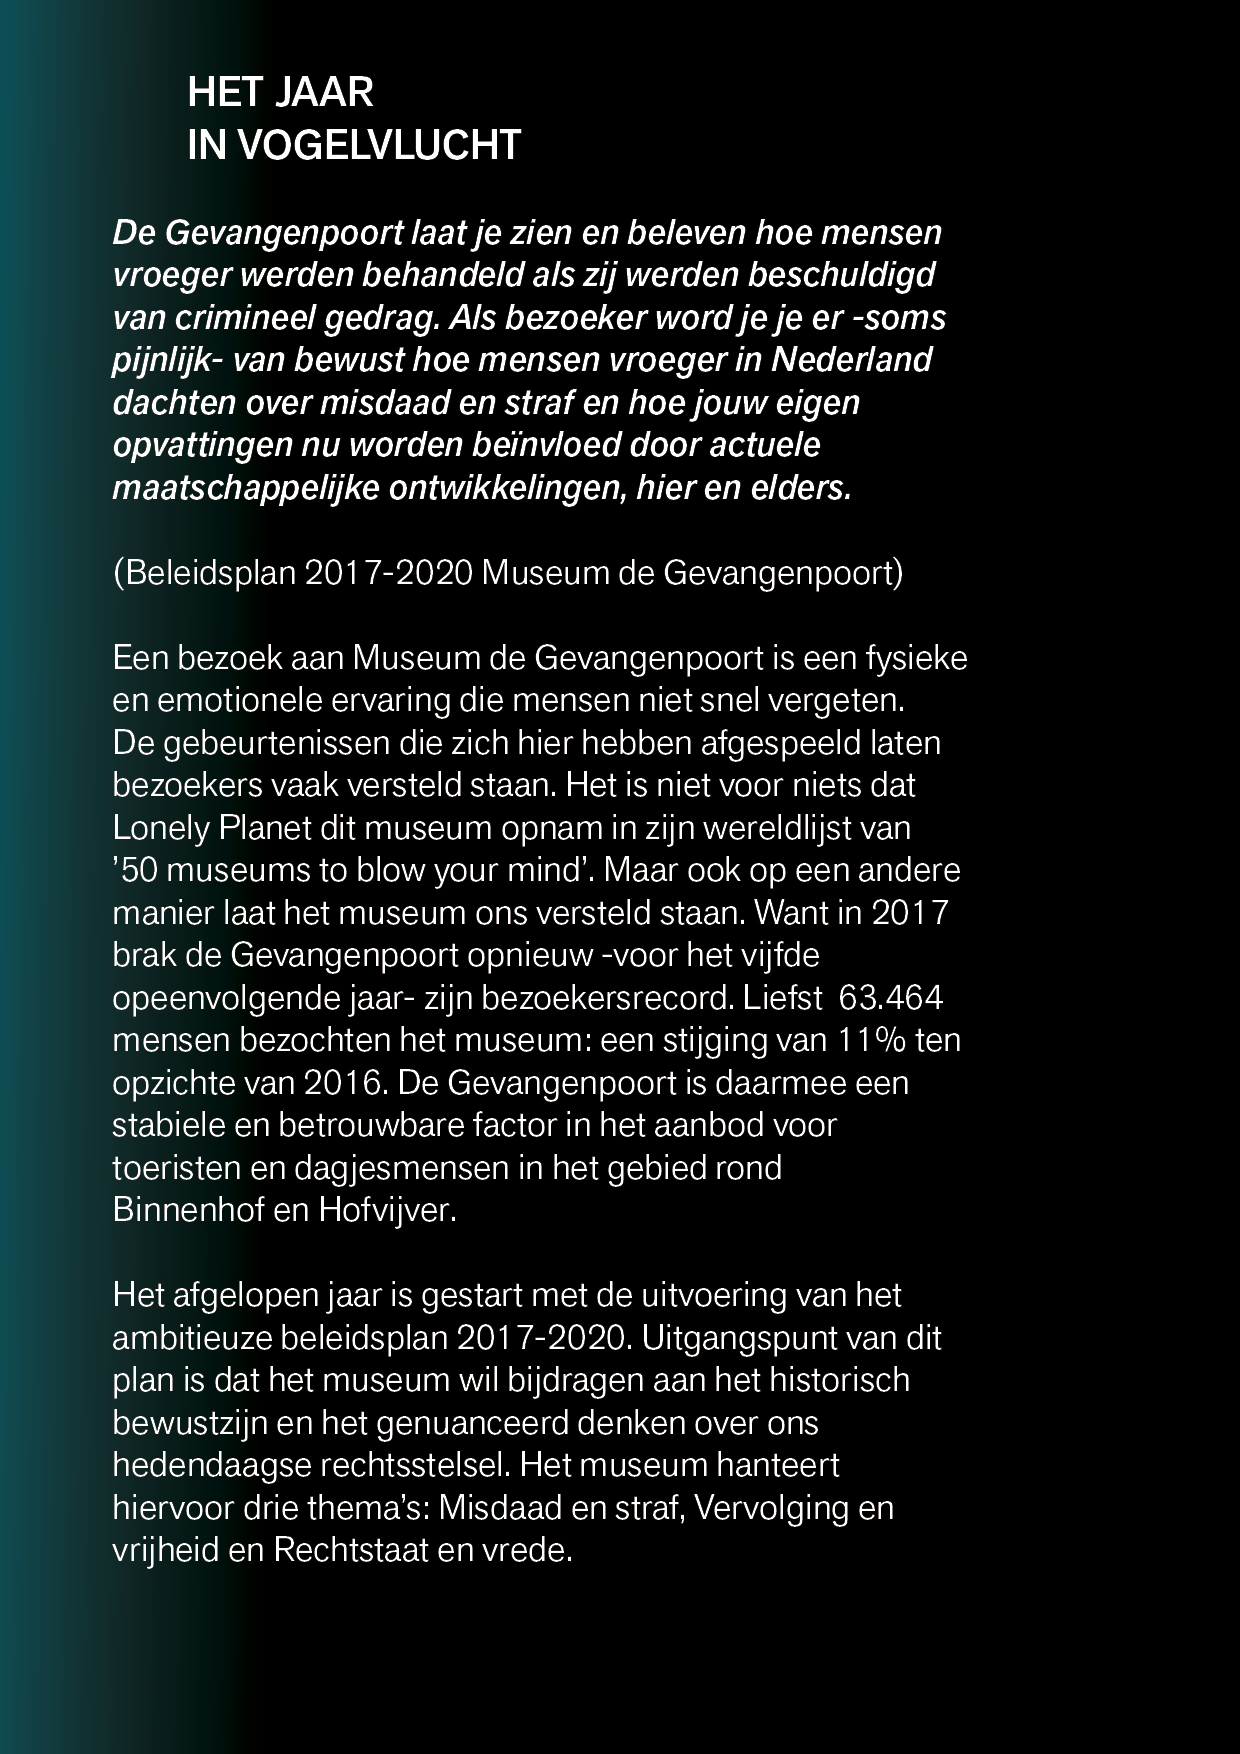 HET JAAR
IN VOGELVLUCHT
De Gevangenpoort laat je zien en beleven hoe mensen
vroeger werden behandeld als zij werden beschuldigd
van crimineel gedrag. Als bezoeker word je je er -soms
pijnlijk- van bewust hoe mensen vroeger in Nederland
dachten over misdaad en straf en hoe jouw eigen
opvattingen nu worden beïnvloed door actuele
maatschappelijke ontwikkelingen, hier en elders.
(Beleidsplan 2017-2020 Museum de Gevangenpoort)
Een bezoek aan Museum de Gevangenpoort is een fysieke
en emotionele ervaring die mensen niet snel vergeten.
De gebeurtenissen die zich hier hebben afgespeeld laten
bezoekers vaak versteld staan. Het is niet voor niets dat
Lonely Planet dit museum opnam in zijn wereldlijst van
’50 museums to blow your mind’. Maar ook op een andere
manier laat het museum ons versteld staan. Want in 2017
brak de Gevangenpoort opnieuw -voor het vijfde
opeenvolgende jaar- zijn bezoekersrecord. Liefst  63.464
mensen bezochten het museum: een stijging van 11% ten
opzichte van 2016. De Gevangenpoort is daarmee een
stabiele en betrouwbare factor in het aanbod voor
toeristen en dagjesmensen in het gebied rond
Binnenhof en Hofvijver.
Het afgelopen jaar is gestart met de uitvoering van het
ambitieuze beleidsplan 2017-2020. Uitgangspunt van dit
plan is dat het museum wil bijdragen aan het historisch
bewustzijn en het genuanceerd denken over ons
hedendaagse rechtsstelsel. Het museum hanteert
hiervoor drie thema’s: Misdaad en straf, Vervolging en
vrijheid en Rechtstaat en vrede.